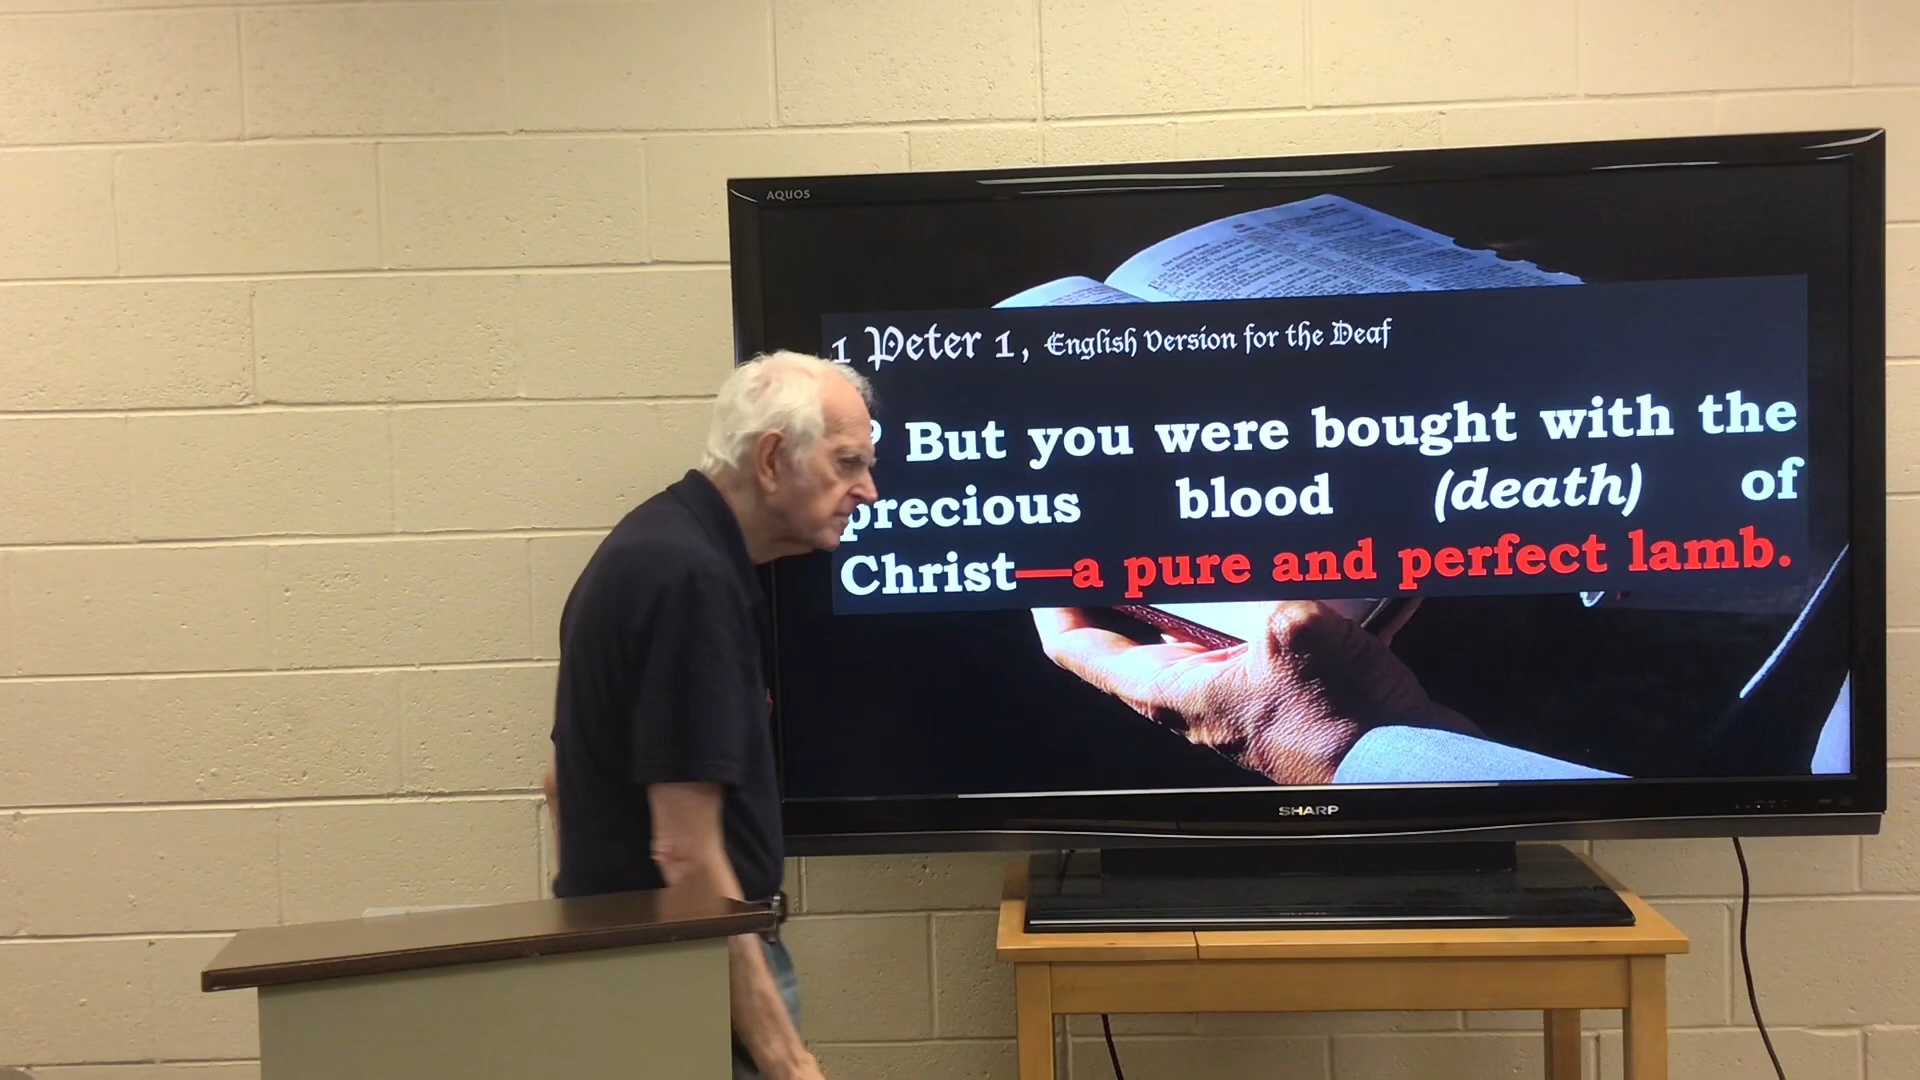 AQUOS
1 Peter 1, English Version for the Deaf
9 But you were bought with the
precious blood (death) of
Christ—a pure and perfect lamb.
SHARP